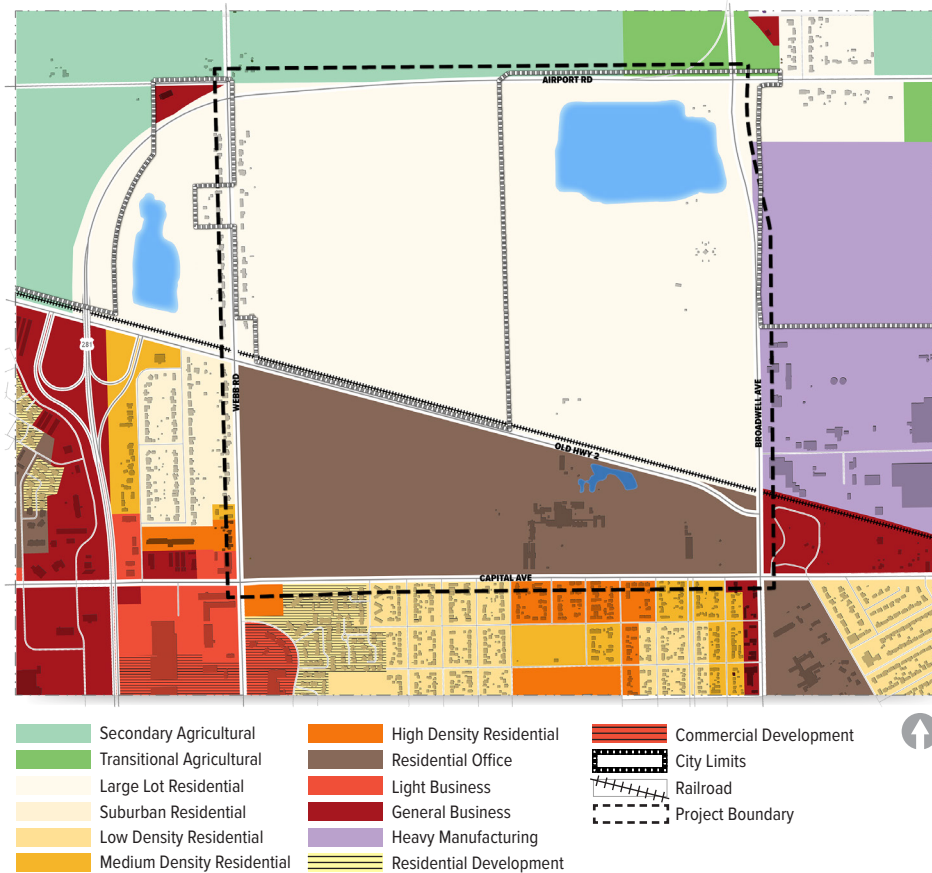 AIRPORT RD
281
WEBB RD
BROADWELL AVE
OLD HWY 2
CAPITAL AVE
Secondary Agricultural
Transitional Agricultural
Large Lot Residential
Suburban Residential
Low Density Residential
Medium Density Residential
High Density Residential
Residential Office
Light Business
General Business
Heavy Manufacturing
Residential Development
Commercial Development
City Limits
Railroad
Project Boundary